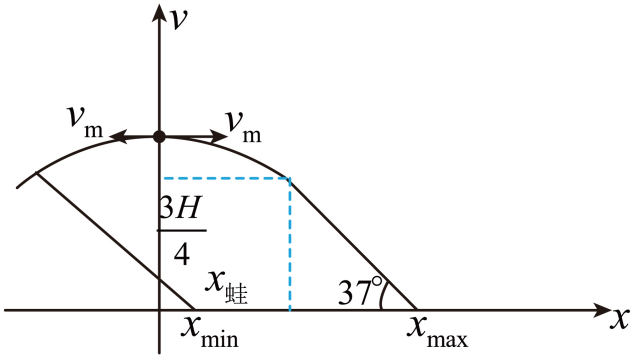 v
v_m v_m
3H/4
x_蛙 37°
x_min x_max x